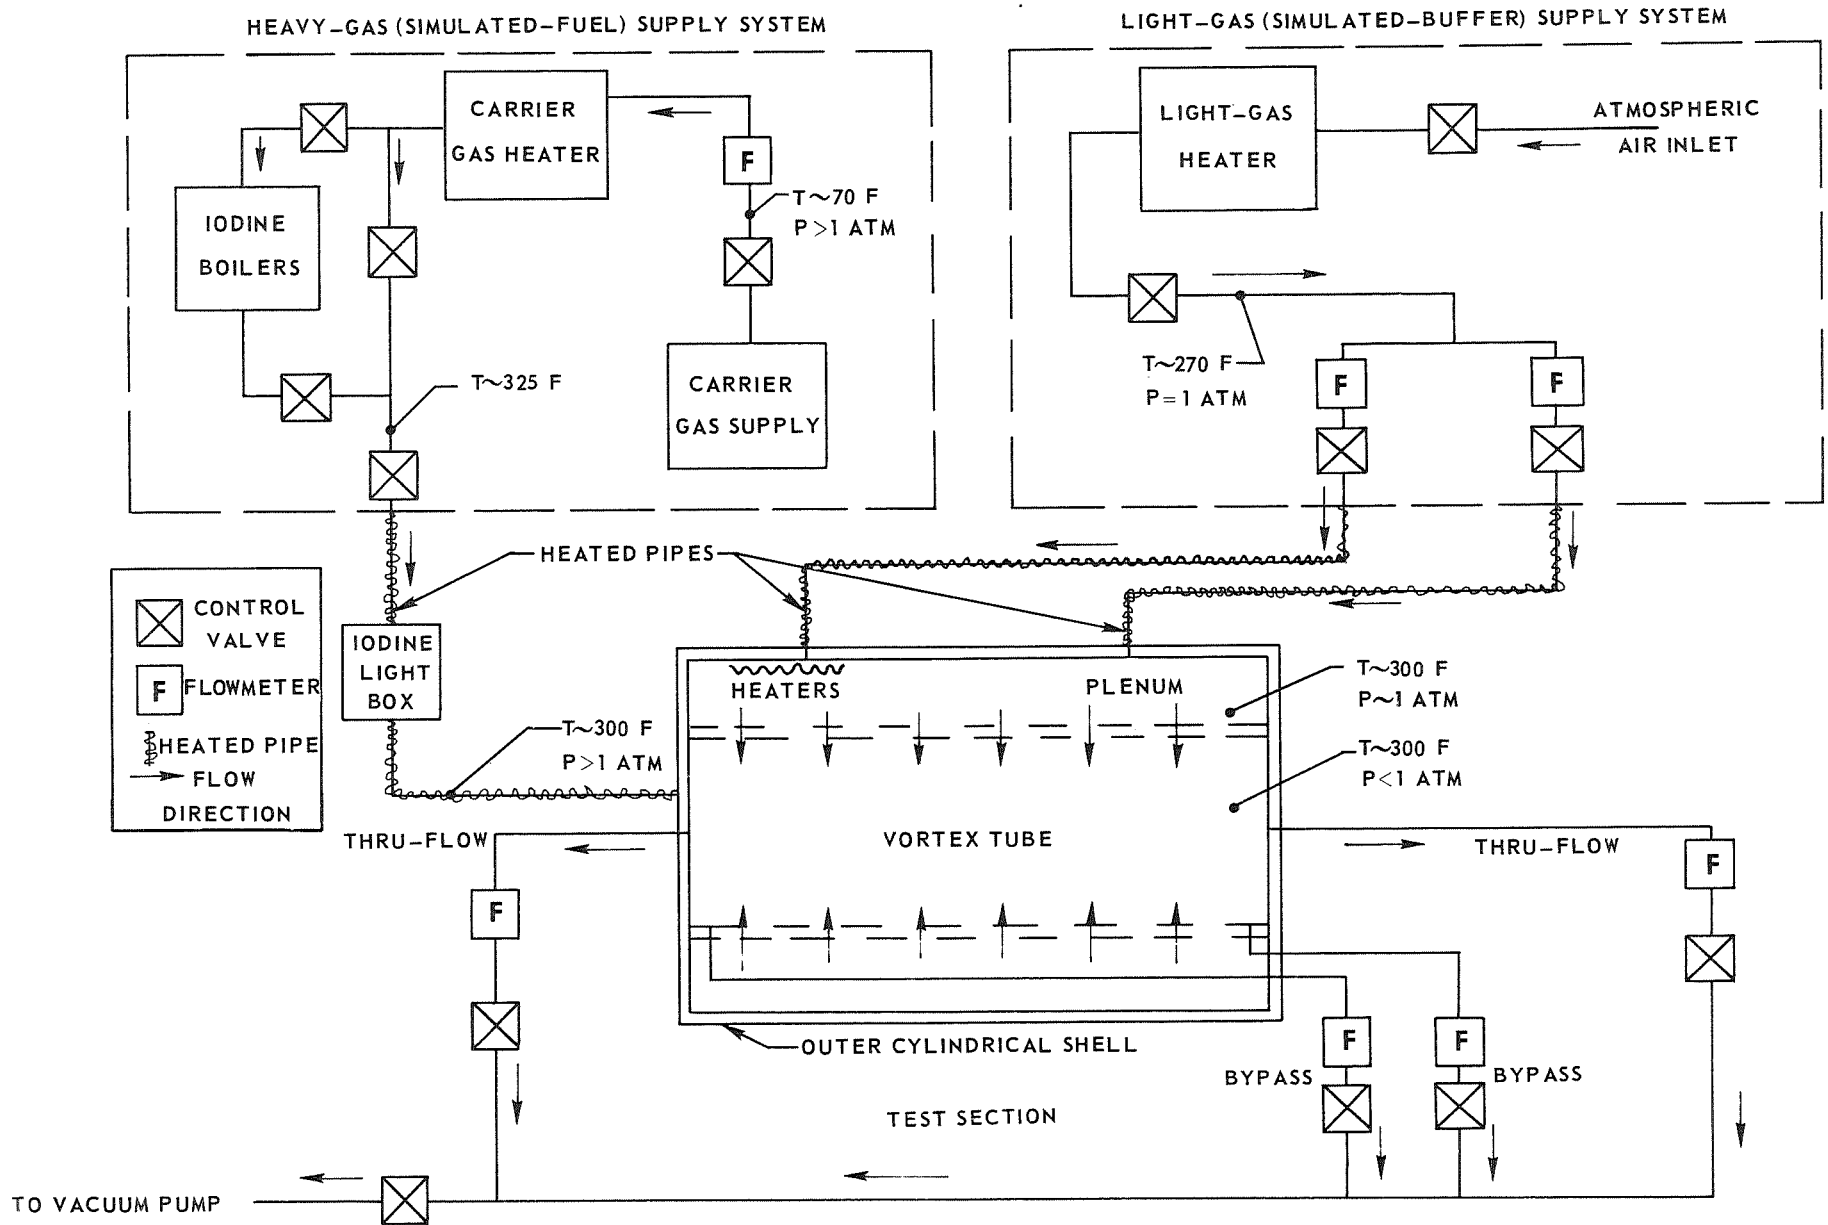 HEAVY-GAS (SIMULATED-FUEL) SUPPLY SYSTEM
LIGHT-GAS (SIMULATED-BUFFER) SUPPLY SYSTEM
CARRIER
GAS HEATER
F
T~70 F
P>1 ATM
IODINE
BOILERS
T~325 F
CARRIER
GAS SUPPLY
LIGHT-GAS
HEATER
ATMOSPHERIC
AIR INLET
T~270 F
P=1 ATM
F
F
HEATED PIPES
CONTROL
VALVE
F FLOWMETER
HEATED PIPE
FLOW
DIRECTION
IODINE
LIGHT
BOX
T~300 F
P>1 ATM
HEATERS
PLENUM
T~300 F
P~1 ATM
T~300 F
P<1 ATM
VORTEX TUBE
THRU-FLOW
F
THRU-FLOW
F
OUTER CYLINDRICAL SHELL
F
BYPASS
F
BYPASS
TEST SECTION
TO VACUUM PUMP